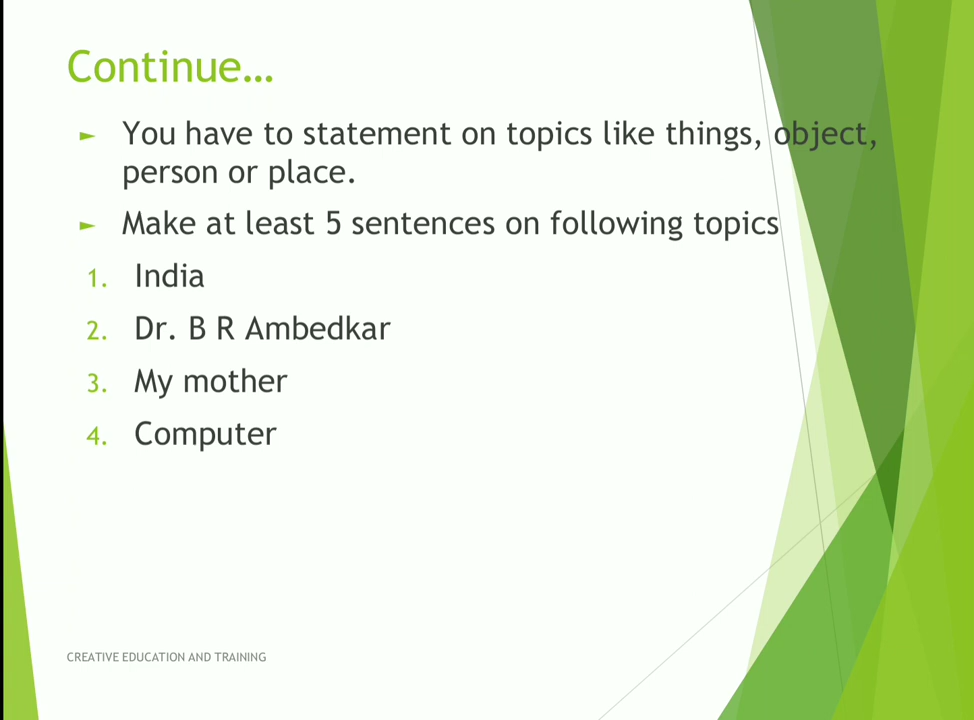 Continue…
► You have to statement on topics like things, object,
person or place.
► Make at least 5 sentences on following topics
1. India
2. Dr. B R Ambedkar
3. My mother
4. Computer
CREATIVE EDUCATION AND TRAINING